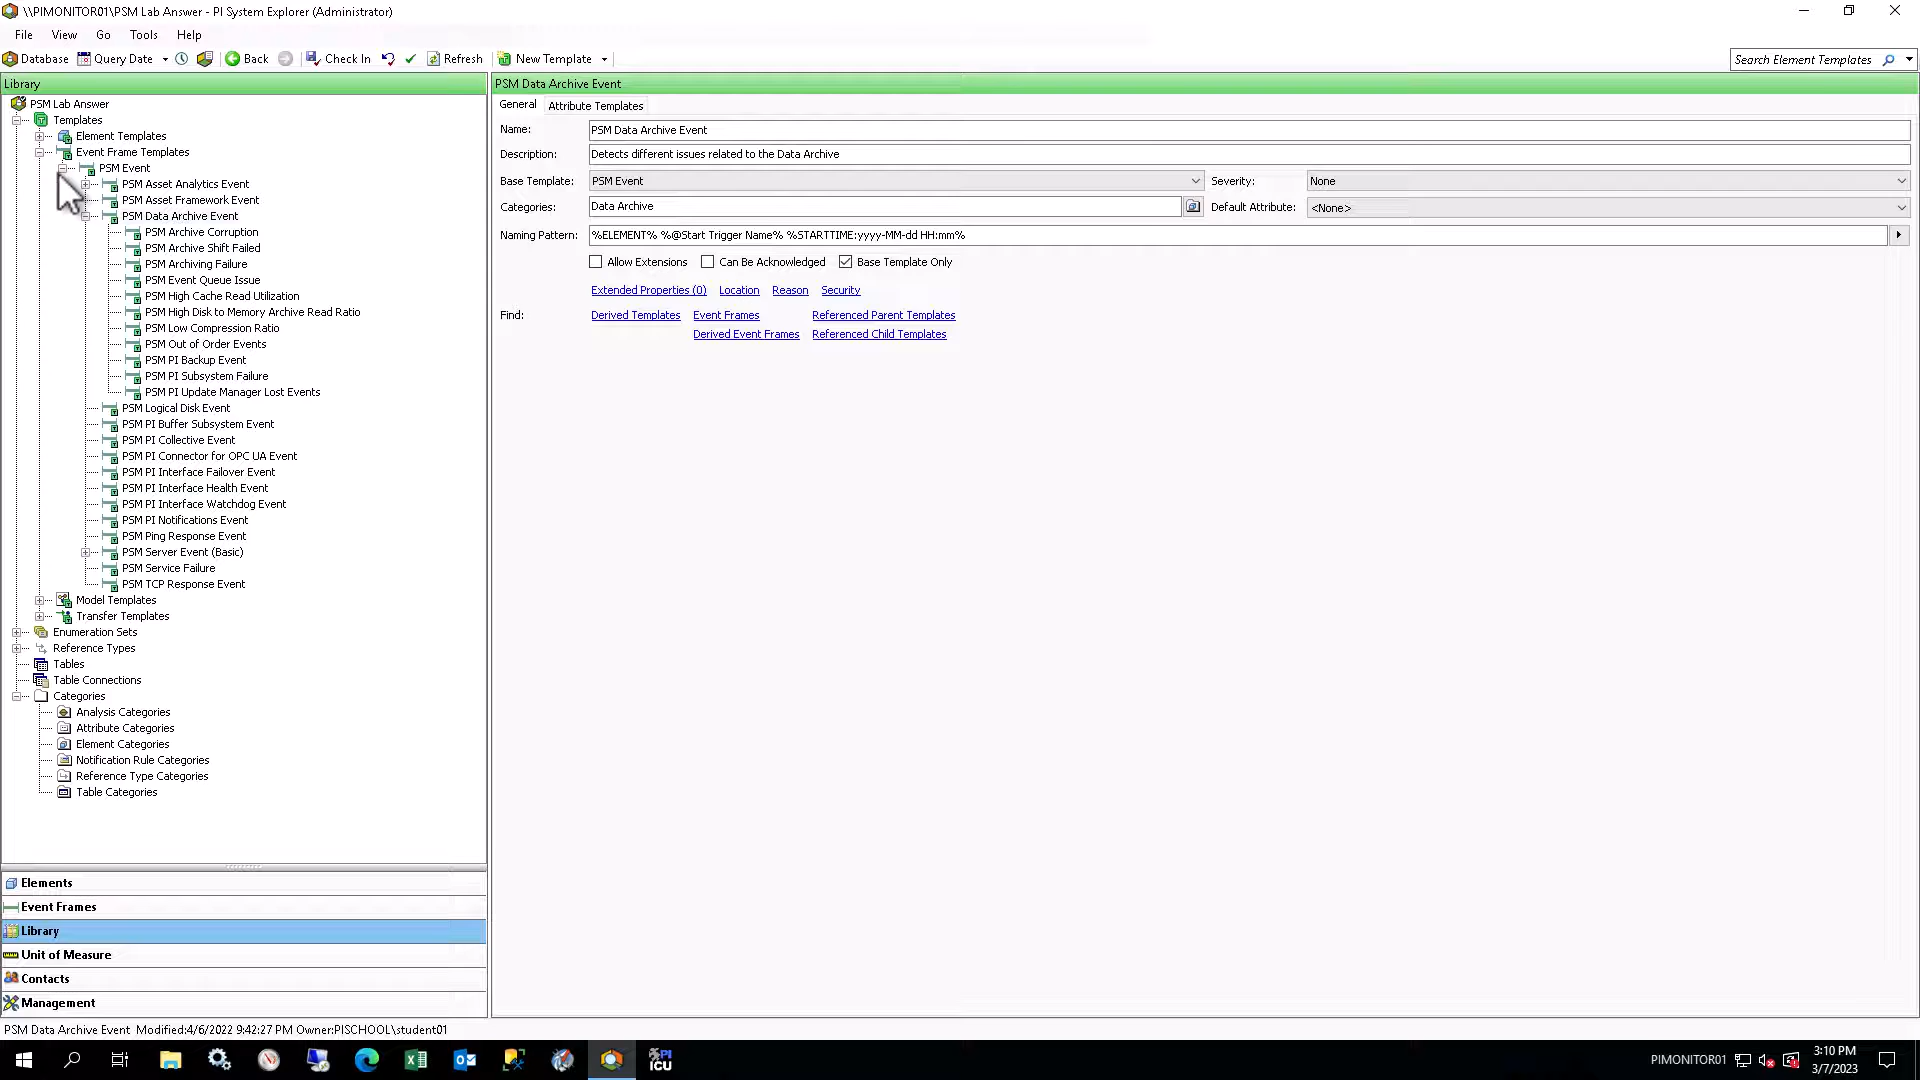 \\PIMONITOR01\PSM Lab Answer - PI System Explorer (Administrator)
File View Go Tools Help
Database Query Date Back Check In Refresh New Template Search Element Templates
Library
PSM Lab Answer
Templates
Element Templates
Event Frame Templates
PSM Event
PSM Asset Analytics Event
PSM Asset Framework Event
PSM Data Archive Event
PSM Archive Corruption
PSM Archive Shift Failed
PSM Archiving Failure
PSM Event Queue Issue
PSM High Cache Read Utilization
PSM High Disk to Memory Archive Read Ratio
PSM Low Compression Ratio
PSM Out of Order Events
PSM PI Backup Event
PSM PI Subsystem Failure
PSM PI Update Manager Lost Events
PSM Logical Disk Event
PSM PI Buffer Subsystem Event
PSM PI Collective Event
PSM PI Connector for OPC UA Event
PSM PI Interface Failover Event
PSM PI Interface Health Event
PSM PI Interface Watchdog Event
PSM PI Notifications Event
PSM Ping Response Event
PSM Server Event (Basic)
PSM Service Failure
PSM TCP Response Event
Model Templates
Transfer Templates
Enumeration Sets
Reference Types
Tables
Table Connections
Categories
Analysis Categories
Attribute Categories
Element Categories
Notification Rule Categories
Reference Type Categories
Table Categories
Elements
Event Frames
Library
Unit of Measure
Contacts
Management
PSM Data Archive Event
General Attribute Templates
Name: PSM Data Archive Event
Description: Detects different issues related to the Data Archive
Base Template: PSM Event Severity: None
Categories: Data Archive Default Attribute: <None>
Naming Pattern: %ELEMENT% %@Start Trigger Name% %STARTTIME:yyyy-MM-dd HH:mm%
Allow Extensions Can Be Acknowledged Base Template Only
Extended Properties (0) Location Reason Security
Find: Derived Templates Event Frames Referenced Parent Templates
Derived Event Frames Referenced Child Templates
PSM Data Archive Event Modified:4/6/2022 9:42:27 PM Owner:PISCHOOL\student01
PI
ICU
PIMONITOR01
3:10 PM
3/7/2023